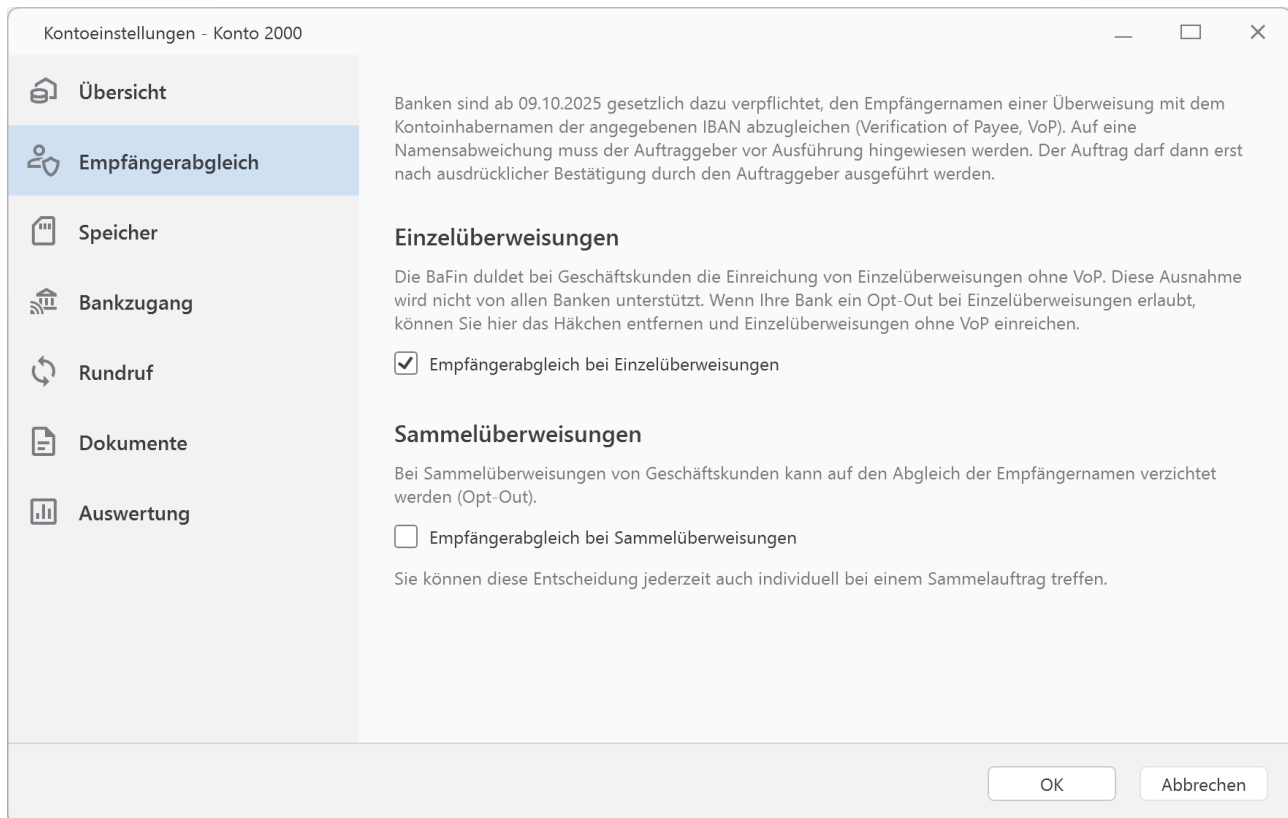 Kontoeinstellungen - Konto 2000
Übersicht
Empfängerabgleich
Speicher
Bankzugang
Rundruf
Dokumente
Auswertung
Banken sind ab 09.10.2025 gesetzlich dazu verpflichtet, den Empfängernamen einer Überweisung mit dem
Kontoinhabernamen der angegebenen IBAN abzugleichen (Verification of Payee, VoP). Auf eine
Namensabweichung muss der Auftraggeber vor Ausführung hingewiesen werden. Der Auftrag darf dann erst
nach ausdrücklicher Bestätigung durch den Auftraggeber ausgeführt werden.
Einzelüberweisungen
Die BaFin duldet bei Geschäftskunden die Einreichung von Einzelüberweisungen ohne VoP. Diese Ausnahme
wird nicht von allen Banken unterstützt. Wenn Ihre Bank ein Opt-Out bei Einzelüberweisungen erlaubt,
können Sie hier das Häkchen entfernen und Einzelüberweisungen ohne VoP einreichen.
Empfängerabgleich bei Einzelüberweisungen
Sammelüberweisungen
Bei Sammelüberweisungen von Geschäftskunden kann auf den Abgleich der Empfängernamen verzichtet
werden (Opt-Out).
Empfängerabgleich bei Sammelüberweisungen
Sie können diese Entscheidung jederzeit auch individuell bei einem Sammelauftrag treffen.
OK
Abbrechen